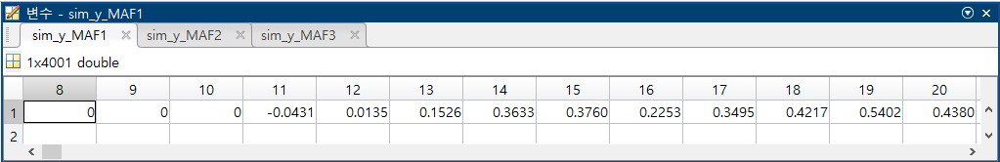 변수 - sim_y_MAF1
sim_y_MAF1 sim_y_MAF2 sim_y_MAF3
1x4001 double
8 9 10 11 12 13 14 15 16 17 18 19 20
1 0 0 0 -0.0431 0.0135 0.1526 0.3633 0.3760 0.2253 0.3495 0.4217 0.5402 0.4380
2